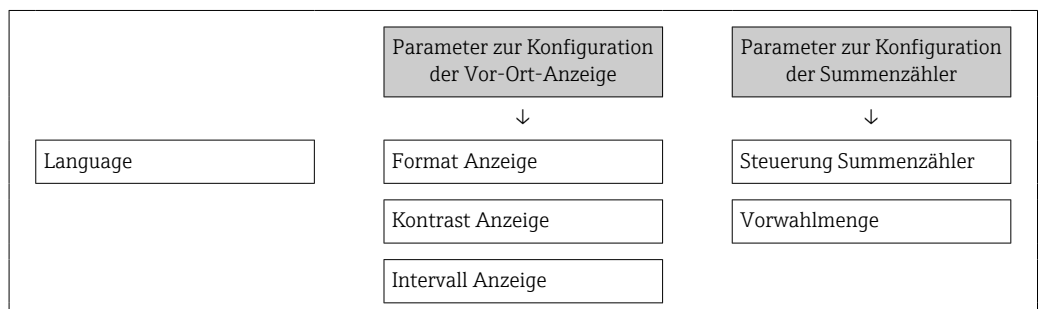 Parameter zur Konfiguration
der Vor-Ort-Anzeige
Parameter zur Konfiguration
der Summenzähler
↓
↓
Language
Format Anzeige
Steuerung Summenzähler
Kontrast Anzeige
Vorwahlmenge
Intervall Anzeige